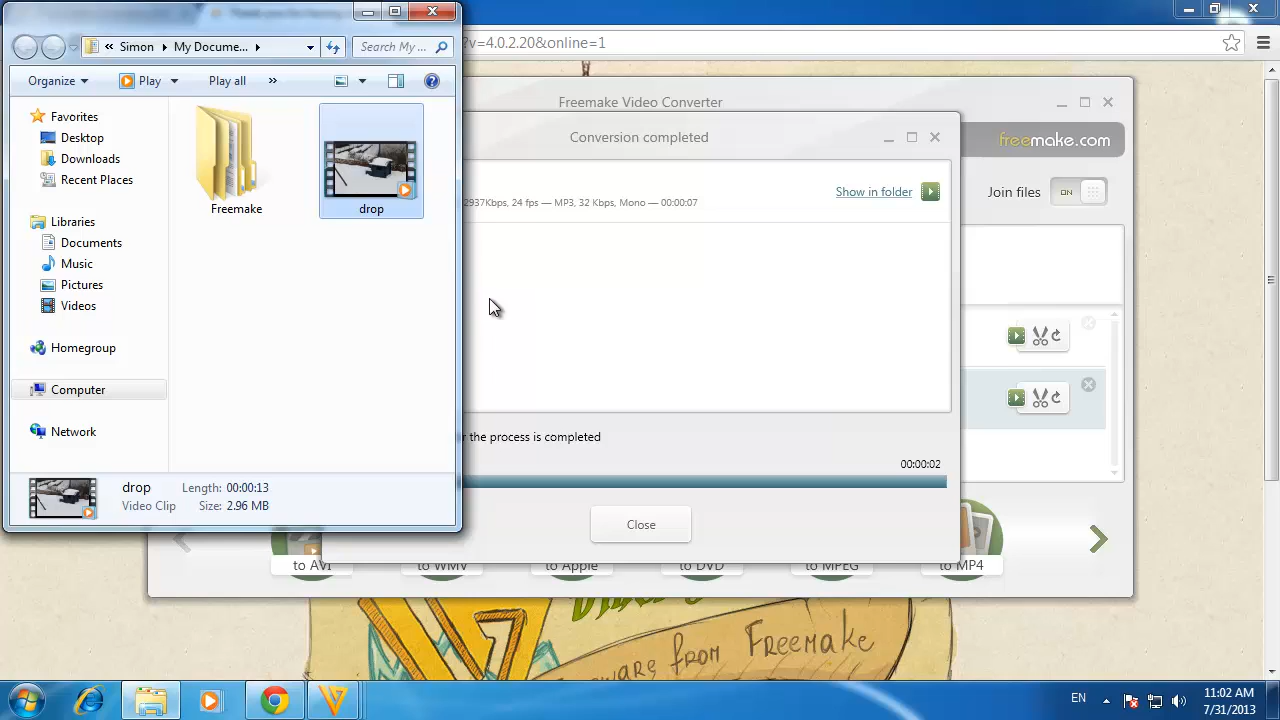 ?v=4.0.2.20&online=1
« Simon ▸ My Docume... ▸
Search My ...
Organize
Play
Play all
»
Favorites
Desktop
Downloads
Recent Places
Libraries
Documents
Music
Pictures
Videos
Homegroup
Computer
Network
Freemake
drop
drop
Length: 00:00:13
Video Clip
Size: 2.96 MB
Freemake Video Converter
Conversion completed
freemake.com
Show in folder
2937Kbps, 24 fps — MP3, 32 Kbps, Mono — 00:00:07
Join files
ON
the process is completed
00:00:02
Close
to AVI
to WMV
to Apple
to DVD
to MPEG
to MP4
from Freemake
EN
11:02 AM
7/31/2013